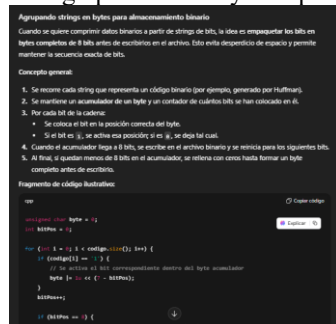 Agrupando strings en bytes para almacenamiento binario
Cuando se quiere comprimir datos binarios a partir de strings de bits, la idea es empaquetar los bits en
bytes completos de 8 bits antes de escribirlos en el archivo. Esto evita desperdicio de espacio y permite
mantener la secuencia exacta de bits.
Concepto general:
1. Se recorre cada string que representa un código binario (por ejemplo, generado por Huffman).
2. Se mantiene un acumulador de un byte y un contador de cuántos bits se han colocado en él.
3. Por cada bit de la cadena:
• Se coloca el bit en la posición correcta del byte.
• Si el bit es 1, se activa esa posición; si es 0, se deja tal cual.
4. Cuando el acumulador llega a 8 bits, se escribe en el archivo binario y se reinicia para los siguientes bits.
5. Al final, si quedan menos de 8 bits en el acumulador, se rellena con ceros hasta formar un byte
completo antes de escribirlo.
Fragmento de código ilustrativo:
cpp
Copiar código
unsigned char byte = 0;
Explicar
int bitPos = 0;
for (int i = 0; i < codigo.size(); i++) {
if (codigo[i] == '1') {
// Se activa el bit correspondiente dentro del byte acumulador
byte |= 1u << (7 - bitPos);
}
bitPos++;
if (bitPos == 8) {